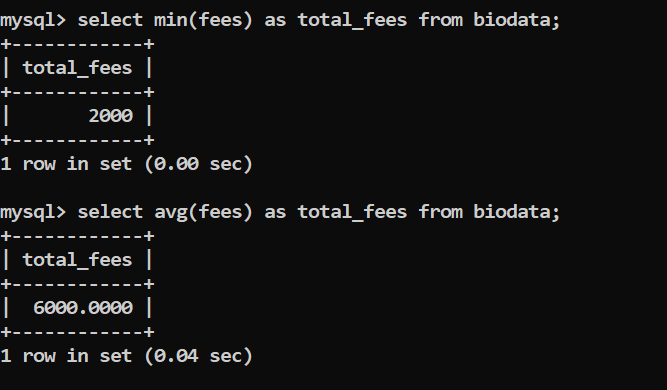 mysql> select min(fees) as total_fees from biodata;
+------------+
| total_fees |
+------------+
|       2000 |
+------------+
1 row in set (0.00 sec)

mysql> select avg(fees) as total_fees from biodata;
+------------+
| total_fees |
+------------+
|  6000.0000 |
+------------+
1 row in set (0.04 sec)